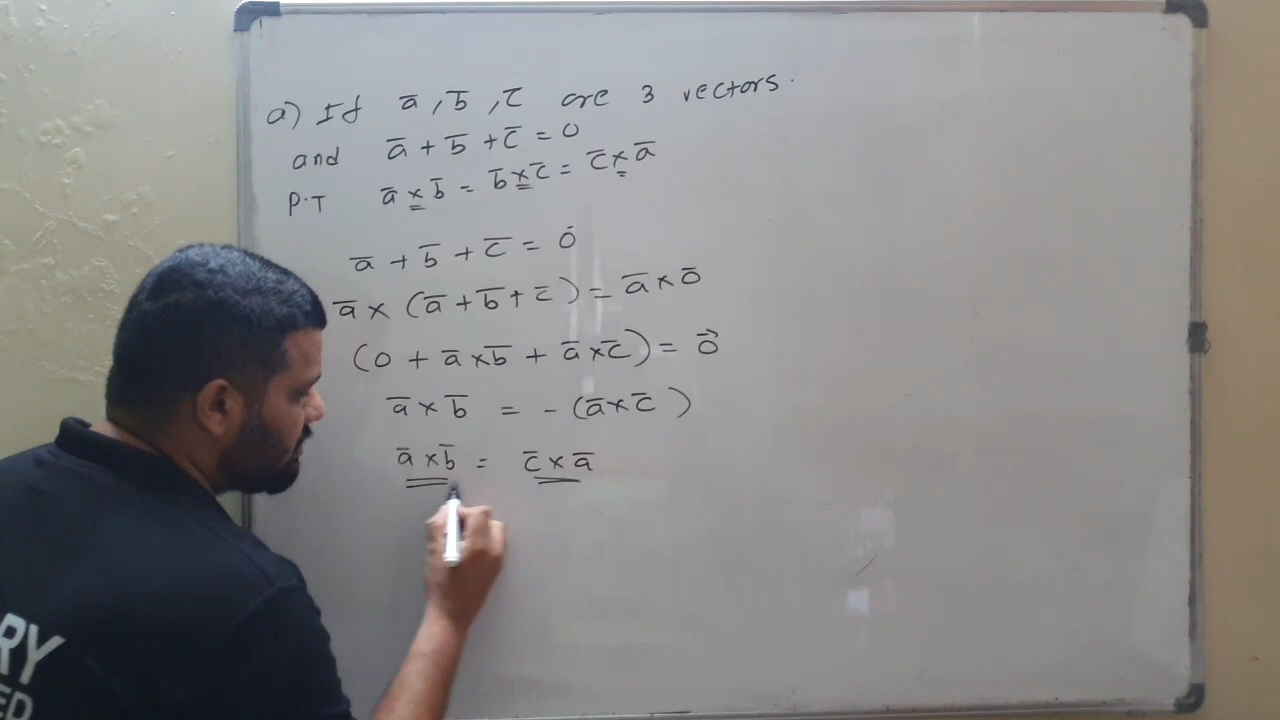 a) If a̅ , b̅ , c̅ are 3 vectors.
and a̅ + b̅ + c̅ = 0
P.T a̅ × b̅ = b̅ × c̅ = c̅ × a̅
a̅ + b̅ + c̅ = 0̅
a̅ × (a̅ + b̅ + c̅) = a̅ × 0̅
(0 + a̅ × b̅ + a̅ × c̅) = 0⃗
a̅ × b̅ = - (a̅ × c̅)
a̅ × b̅ = c̅ × a̅
RY
ED